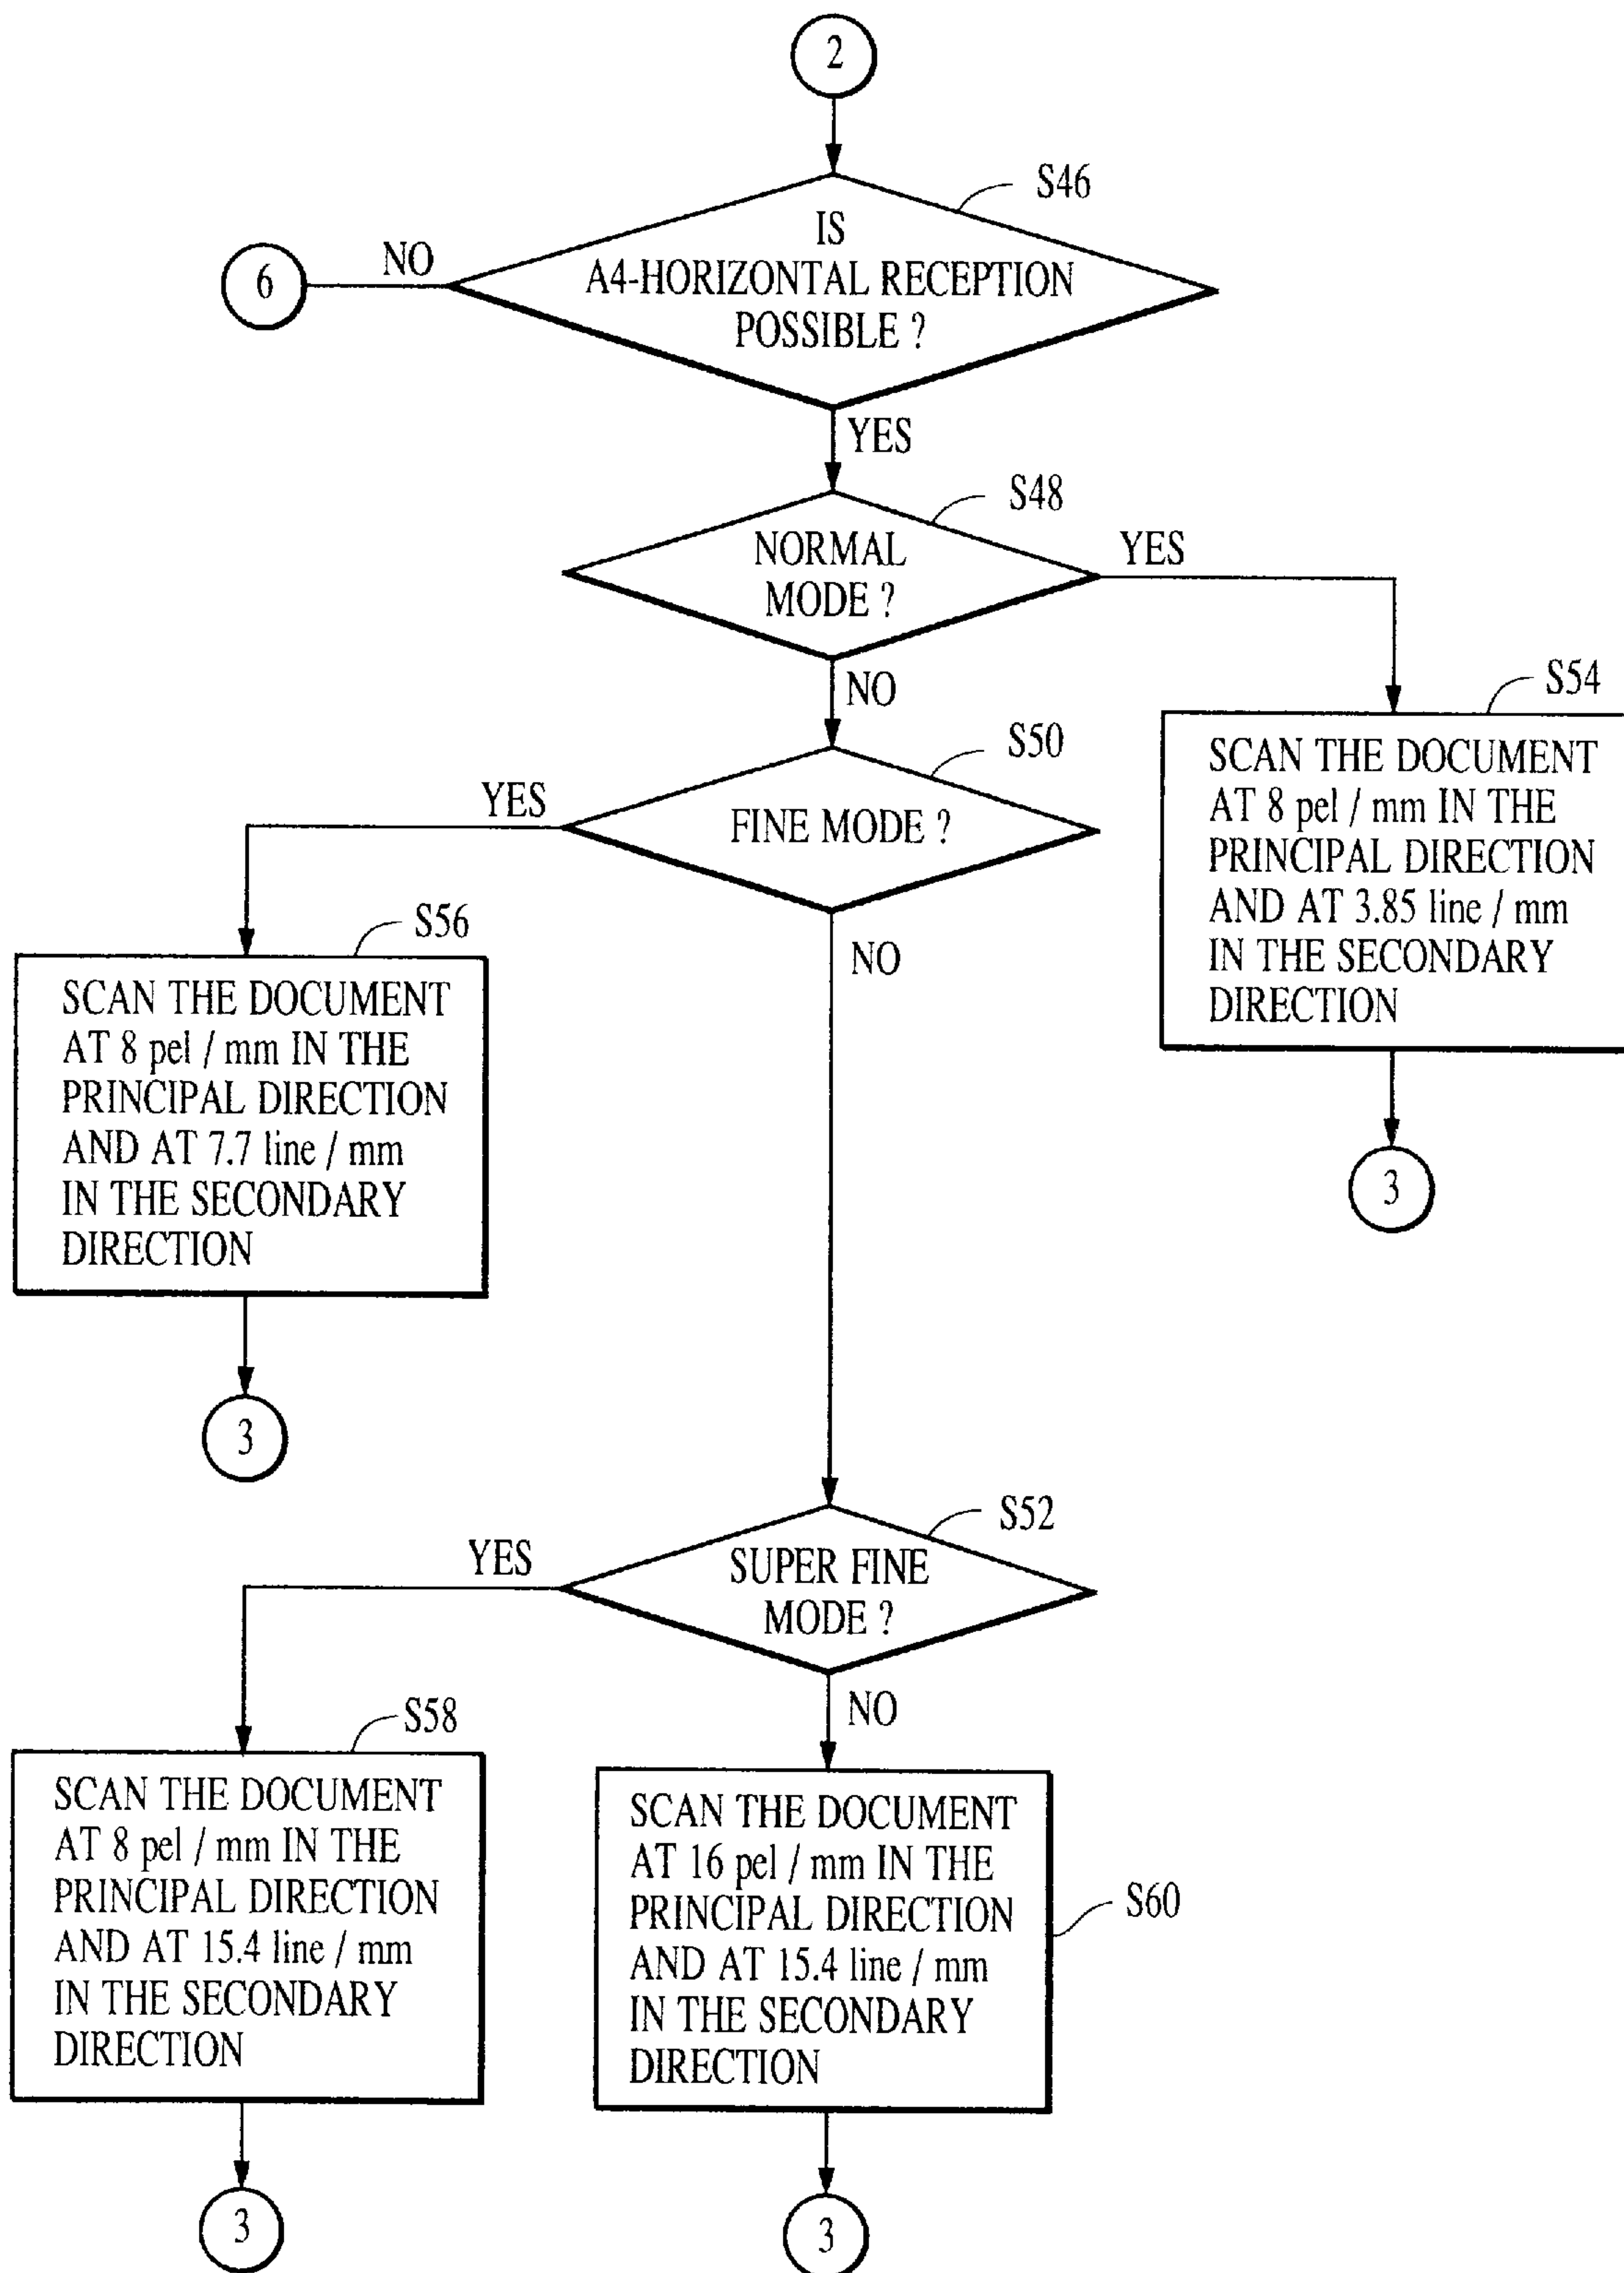 2
S46
IS
A4-HORIZONTAL RECEPTION
POSSIBLE ?
NO
6
YES
S48
NORMAL
MODE ?
YES
NO
S54
SCAN THE DOCUMENT
AT 8 pel / mm IN THE
PRINCIPAL DIRECTION
AND AT 3.85 line / mm
IN THE SECONDARY
DIRECTION
3
S50
FINE MODE ?
YES
NO
S56
SCAN THE DOCUMENT
AT 8 pel / mm IN THE
PRINCIPAL DIRECTION
AND AT 7.7 line / mm
IN THE SECONDARY
DIRECTION
3
S52
SUPER FINE
MODE ?
YES
NO
S58
SCAN THE DOCUMENT
AT 8 pel / mm IN THE
PRINCIPAL DIRECTION
AND AT 15.4 line / mm
IN THE SECONDARY
DIRECTION
3
SCAN THE DOCUMENT
AT 16 pel / mm IN THE
PRINCIPAL DIRECTION
AND AT 15.4 line / mm
IN THE SECONDARY
DIRECTION
S60
3